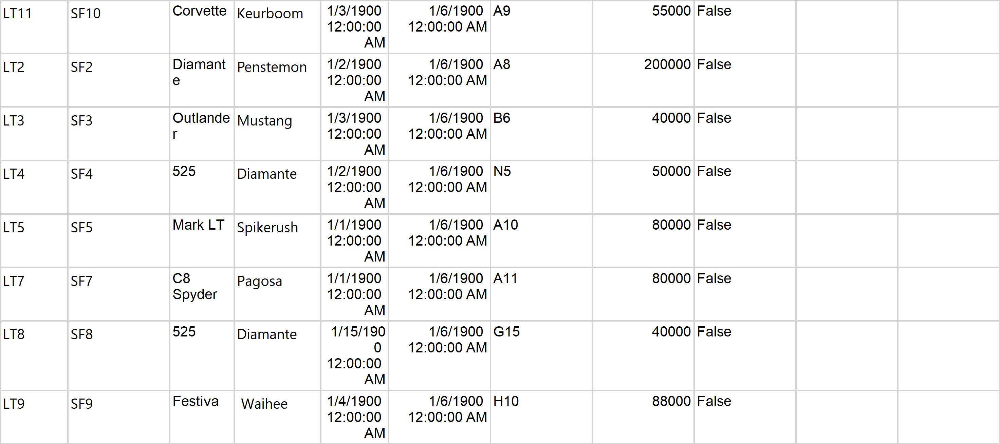 LT11 SF10 Corvette Keurboom 1/3/1900 1/6/1900 A9 55000 False
12:00:00 12:00:00 AM
AM
LT2 SF2 Diamant Penstemon 1/2/1900 1/6/1900 A8 200000 False
e 12:00:00 12:00:00 AM
AM
LT3 SF3 Outlande Mustang 1/3/1900 1/6/1900 B6 40000 False
r 12:00:00 12:00:00 AM
AM
LT4 SF4 525 Diamante 1/2/1900 1/6/1900 N5 50000 False
12:00:00 12:00:00 AM
AM
LT5 SF5 Mark LT Spikerush 1/1/1900 1/6/1900 A10 80000 False
12:00:00 12:00:00 AM
AM
LT7 SF7 C8 Pagosa 1/1/1900 1/6/1900 A11 80000 False
Spyder 12:00:00 12:00:00 AM
AM
LT8 SF8 525 Diamante 1/15/190 1/6/1900 G15 40000 False
0 12:00:00 AM
12:00:00
AM
LT9 SF9 Festiva Waihee 1/4/1900 1/6/1900 H10 88000 False
12:00:00 12:00:00 AM
AM